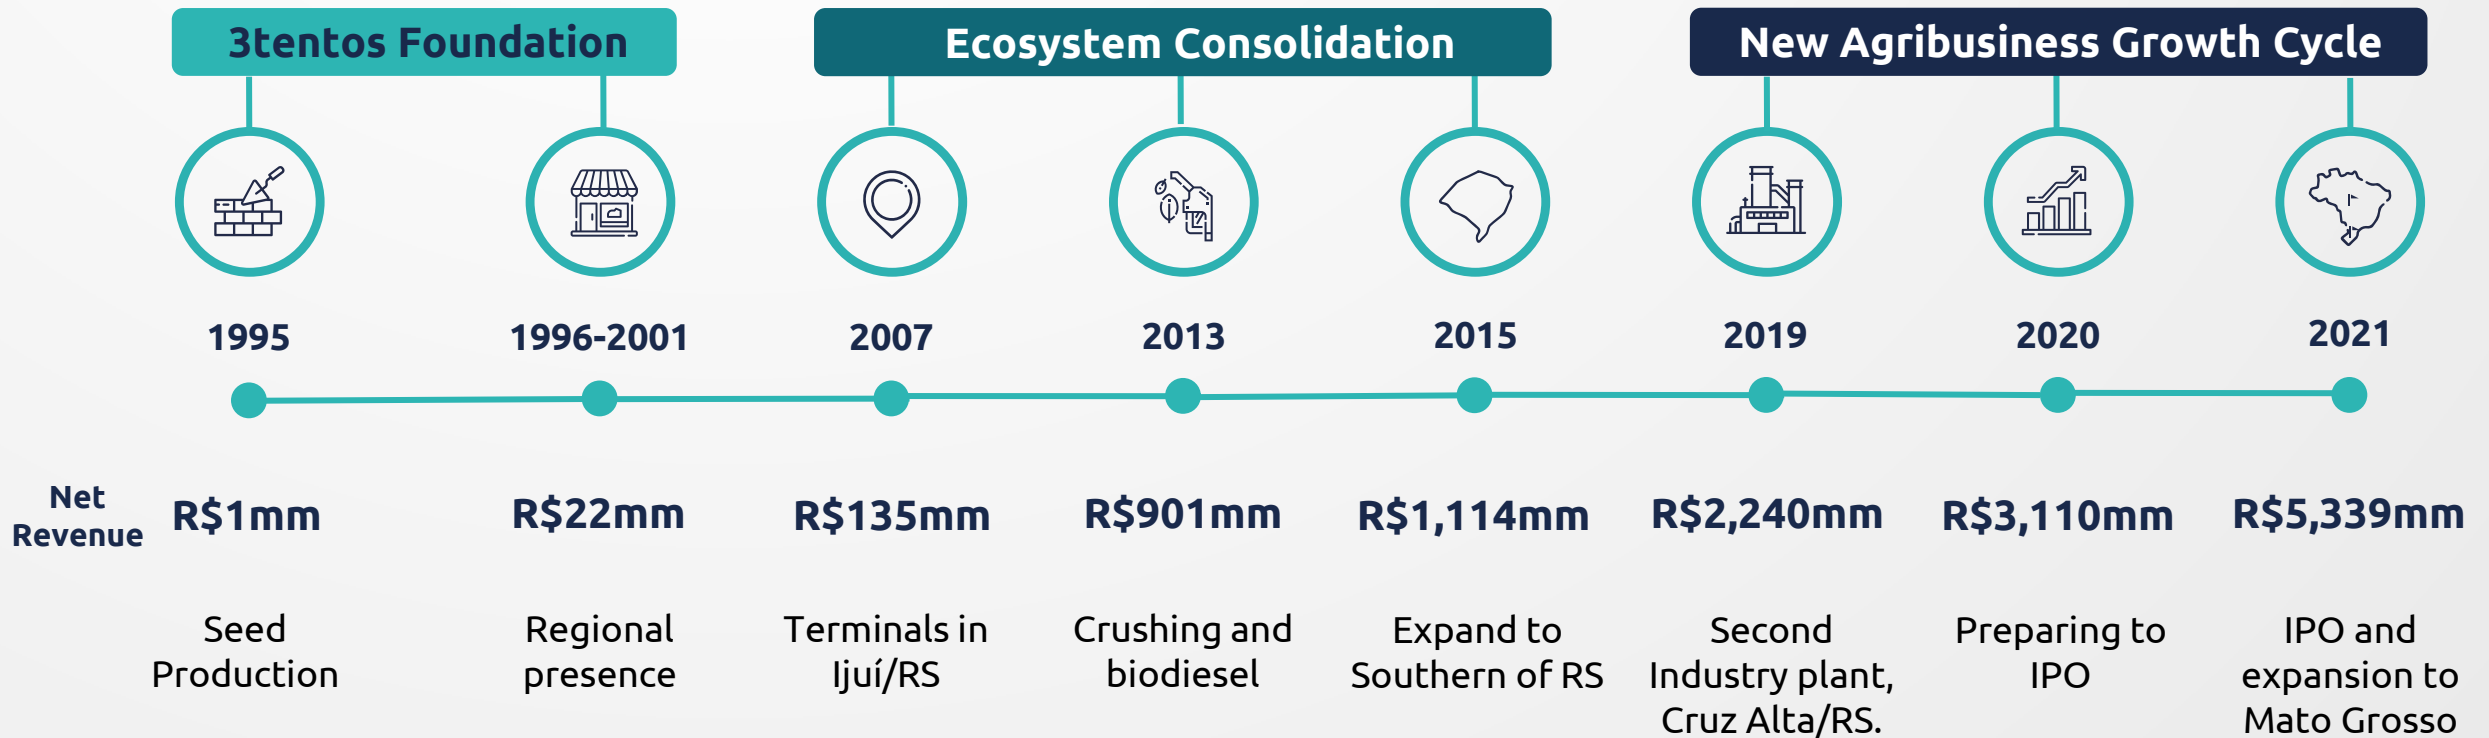 3tentos Foundation
Ecosystem Consolidation
New Agribusiness Growth Cycle
1995
1996-2001
2007
2013
2015
2019
2020
2021
Net
Revenue
R$1mm
R$22mm
R$135mm
R$901mm
R$1,114mm
R$2,240mm
R$3,110mm
R$5,339mm
Seed
Production
Regional
presence
Terminals in
Ijuí/RS
Crushing and
biodiesel
Expand to
Southern of RS
Second
Industry plant,
Cruz Alta/RS.
Preparing to
IPO
IPO and
expansion to
Mato Grosso